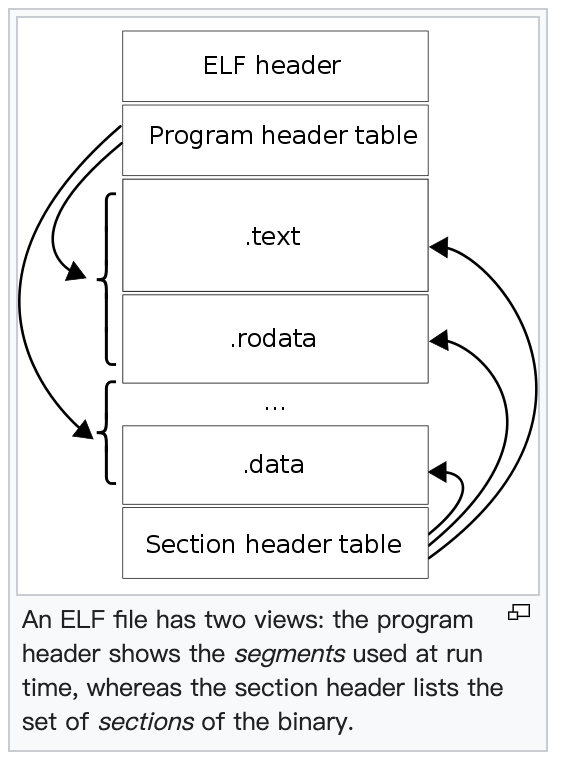 ELF header
Program header table
.text
.rodata
...
.data
Section header table
An ELF file has two views: the program
header shows the segments used at run
time, whereas the section header lists the
set of sections of the binary.